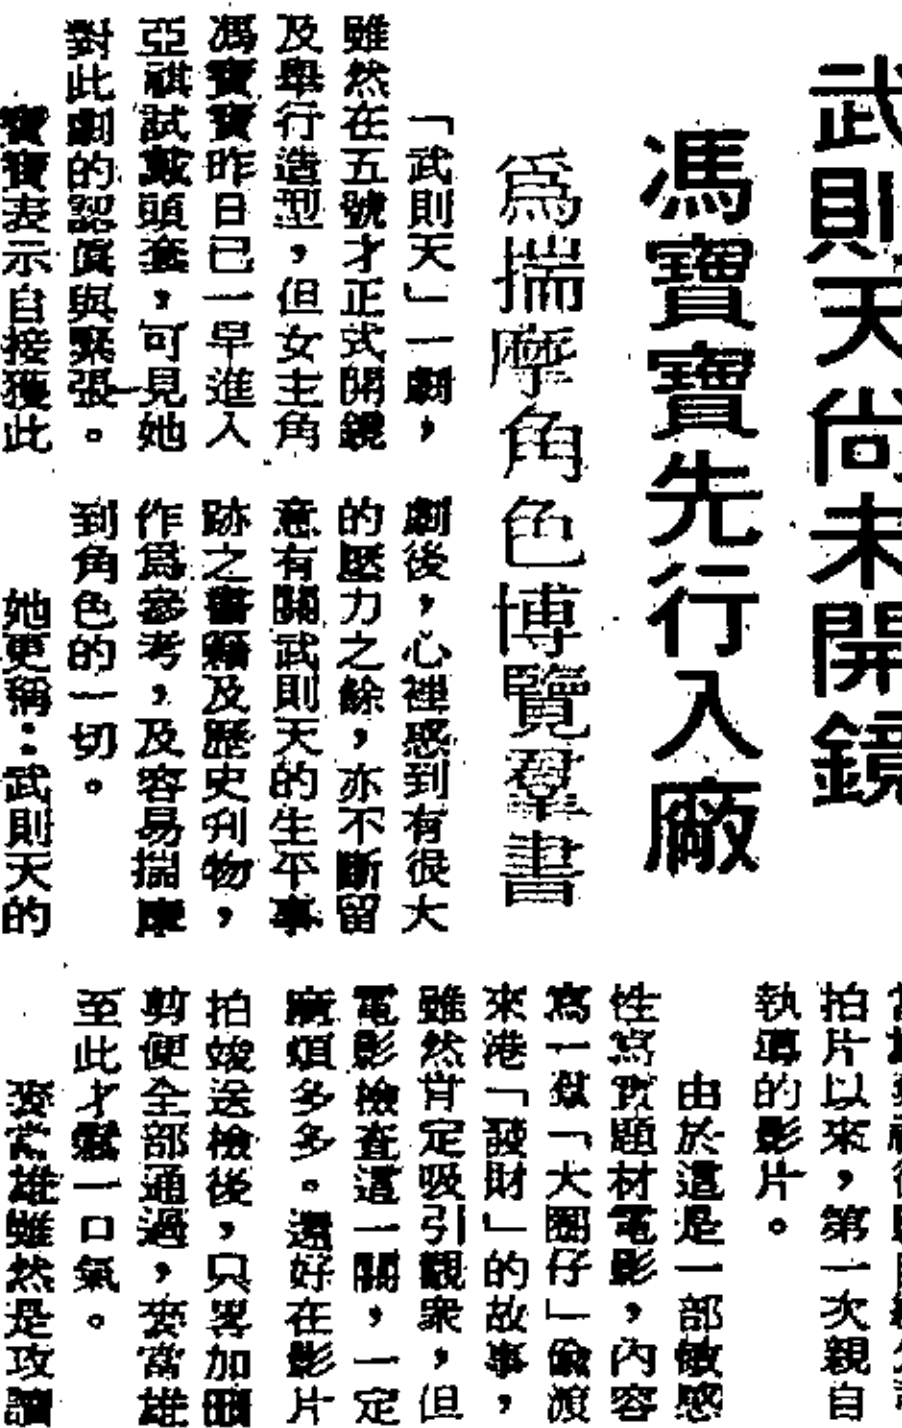 武則天尚未開鏡
馮寶寶先行入廠
爲揣摩角色博覽羣書
「武則天」一劇，
雖然在五號才正式開鏡
及舉行造型，但女主角
馮寶寶昨日已一早進入
亞視試戴頭套，可見她
對此劇的認眞與緊張。
寶寶表示自接獲此
劇後，心裡感到有很大
的壓力之餘，亦不斷留
意有關武則天的生平事
跡之書籍及歷史刋物，
作爲參考，及容易揣摩
到角色的一切。
她更稱：武則天的
拍片以來，第一次親自
執導的影片。
由於這是一部敏感
性寫實題材電影，內容
寫一羣「大圈仔」偸渡
來港「發財」的故事，
雖然肯定吸引觀衆，但
電影檢查這一關，一定
麻煩多多。還好在影片
拍竣送檢後，只畧加刪
剪便全部通過，麥當雄
至此才鬆一口氣。
麥當雄雖然是攻讀